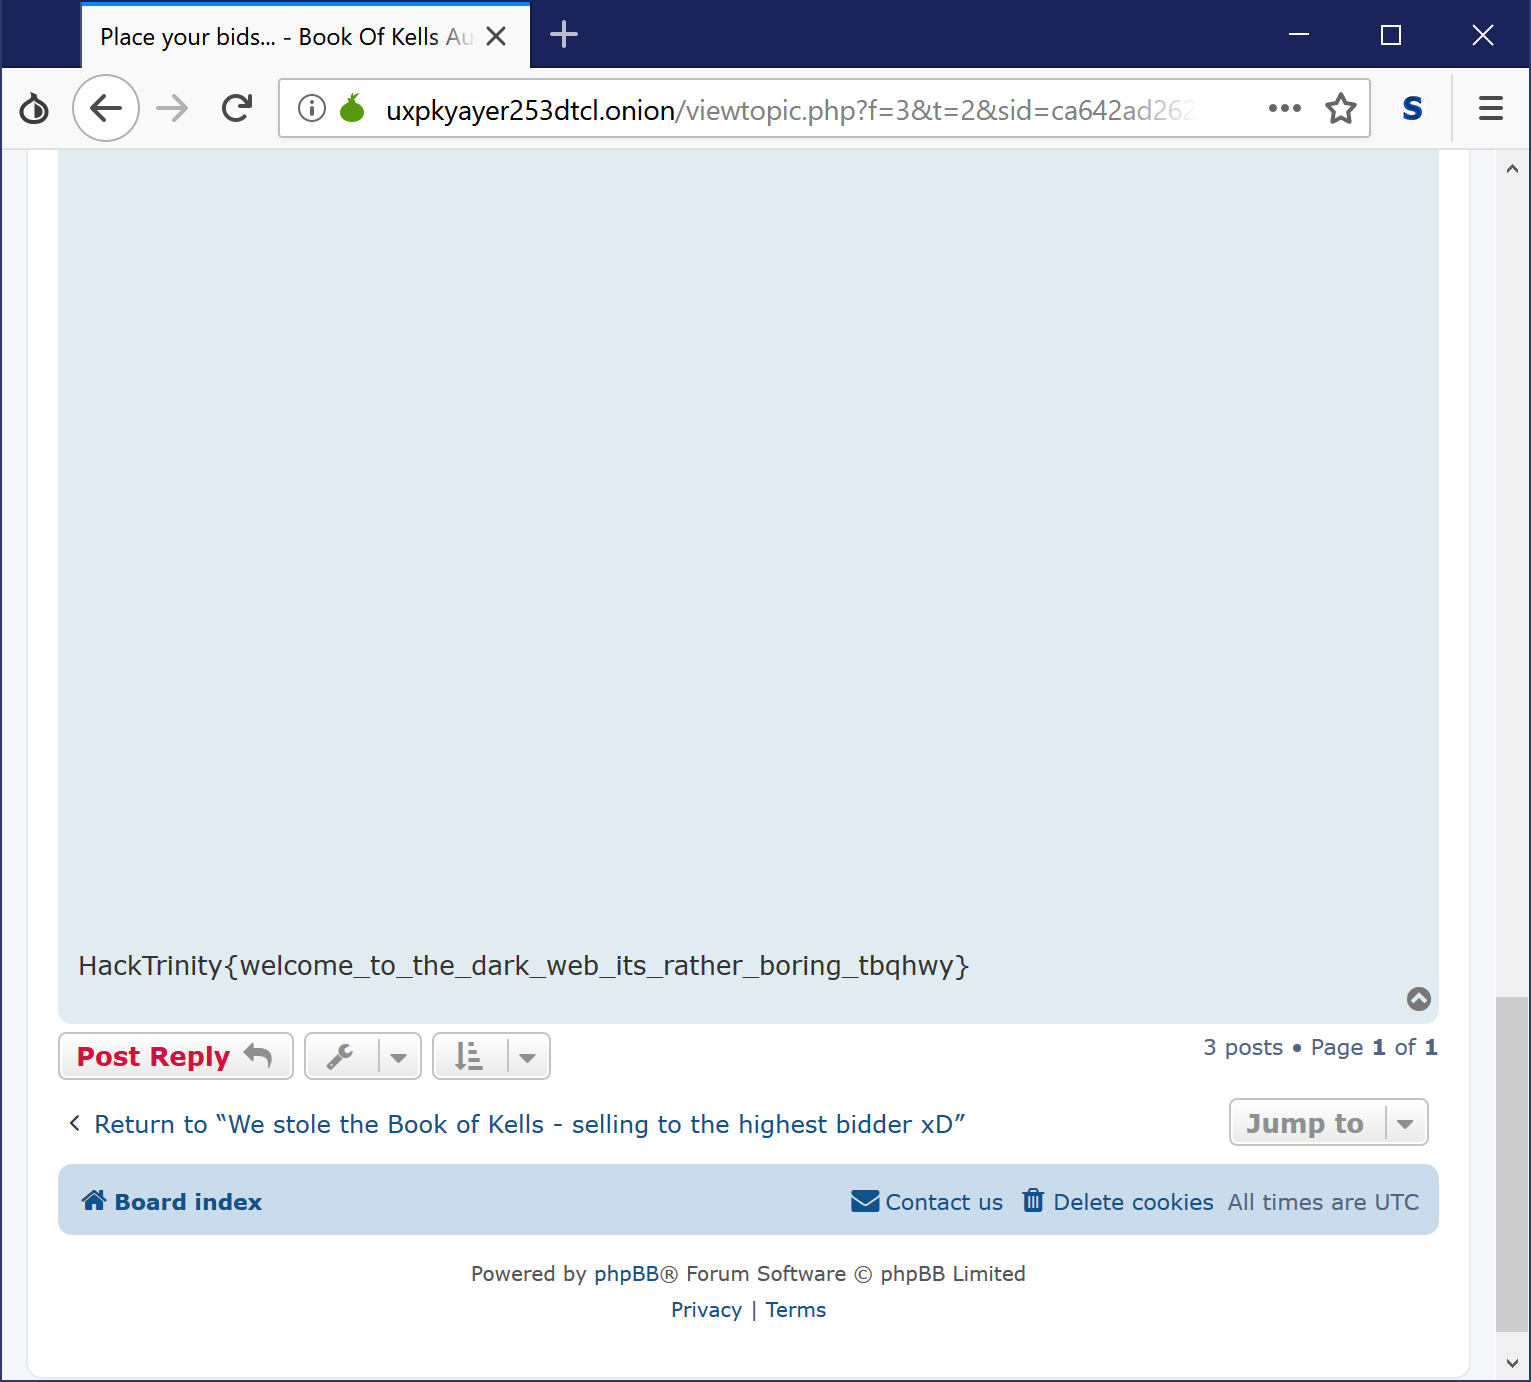 Place your bids... - Book Of Kells Au
uxpkyayer253dtcl.onion/viewtopic.php?f=3&t=2&sid=ca642ad262
S
HackTrinity{welcome_to_the_dark_web_its_rather_boring_tbqhwy}
Post Reply
3 posts • Page 1 of 1
Return to “We stole the Book of Kells - selling to the highest bidder xD”
Jump to
Board index
Contact us
Delete cookies
All times are UTC
Powered by phpBB® Forum Software © phpBB Limited
Privacy | Terms